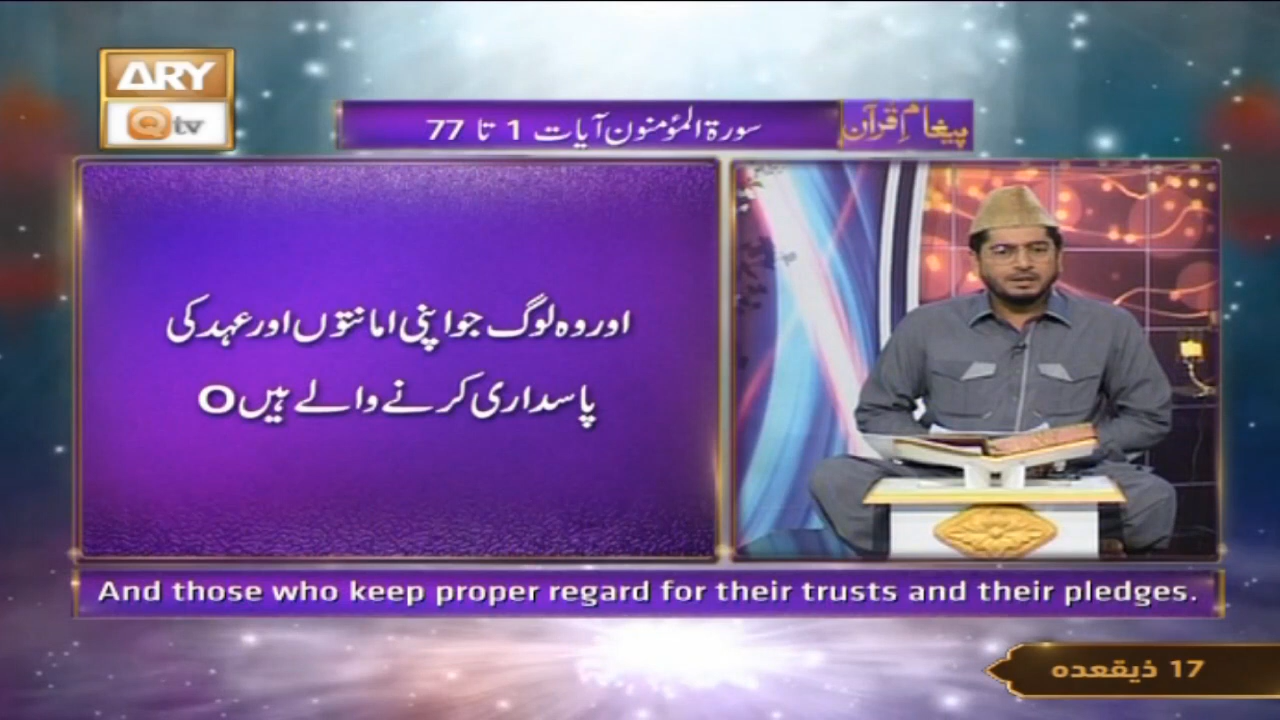 ARY
Qtv
پیغامِ قرآن
سورۃ المؤمنون آیات 1 تا 77
اور وہ لوگ جو اپنی امانتوں اور عہد کی
پاسداری کرنے والے ہیں O
And those who keep proper regard for their trusts and their pledges.
17 ذیقعدہ